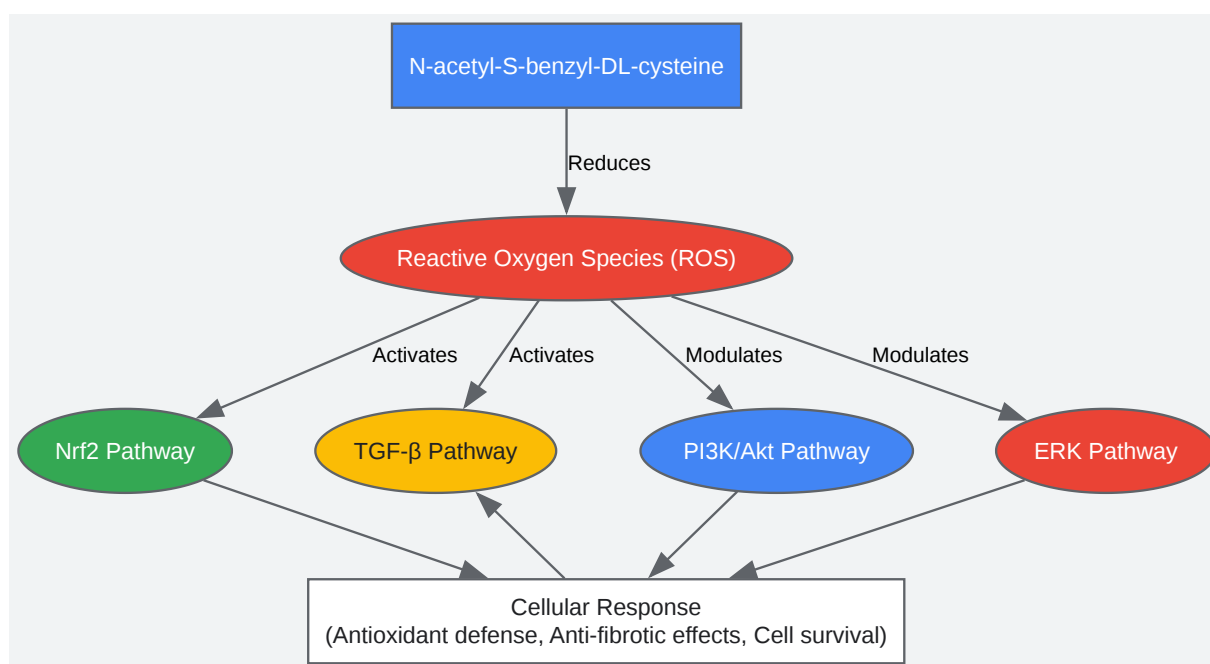 N-acetyl-S-benzyl-DL-cysteine
Reduces
Reactive Oxygen Species (ROS)
Activates
Activates
Modulates
Modulates
Nrf2 Pathway
TGF-β Pathway
PI3K/Akt Pathway
ERK Pathway
Cellular Response
(Antioxidant defense, Anti-fibrotic effects, Cell survival)